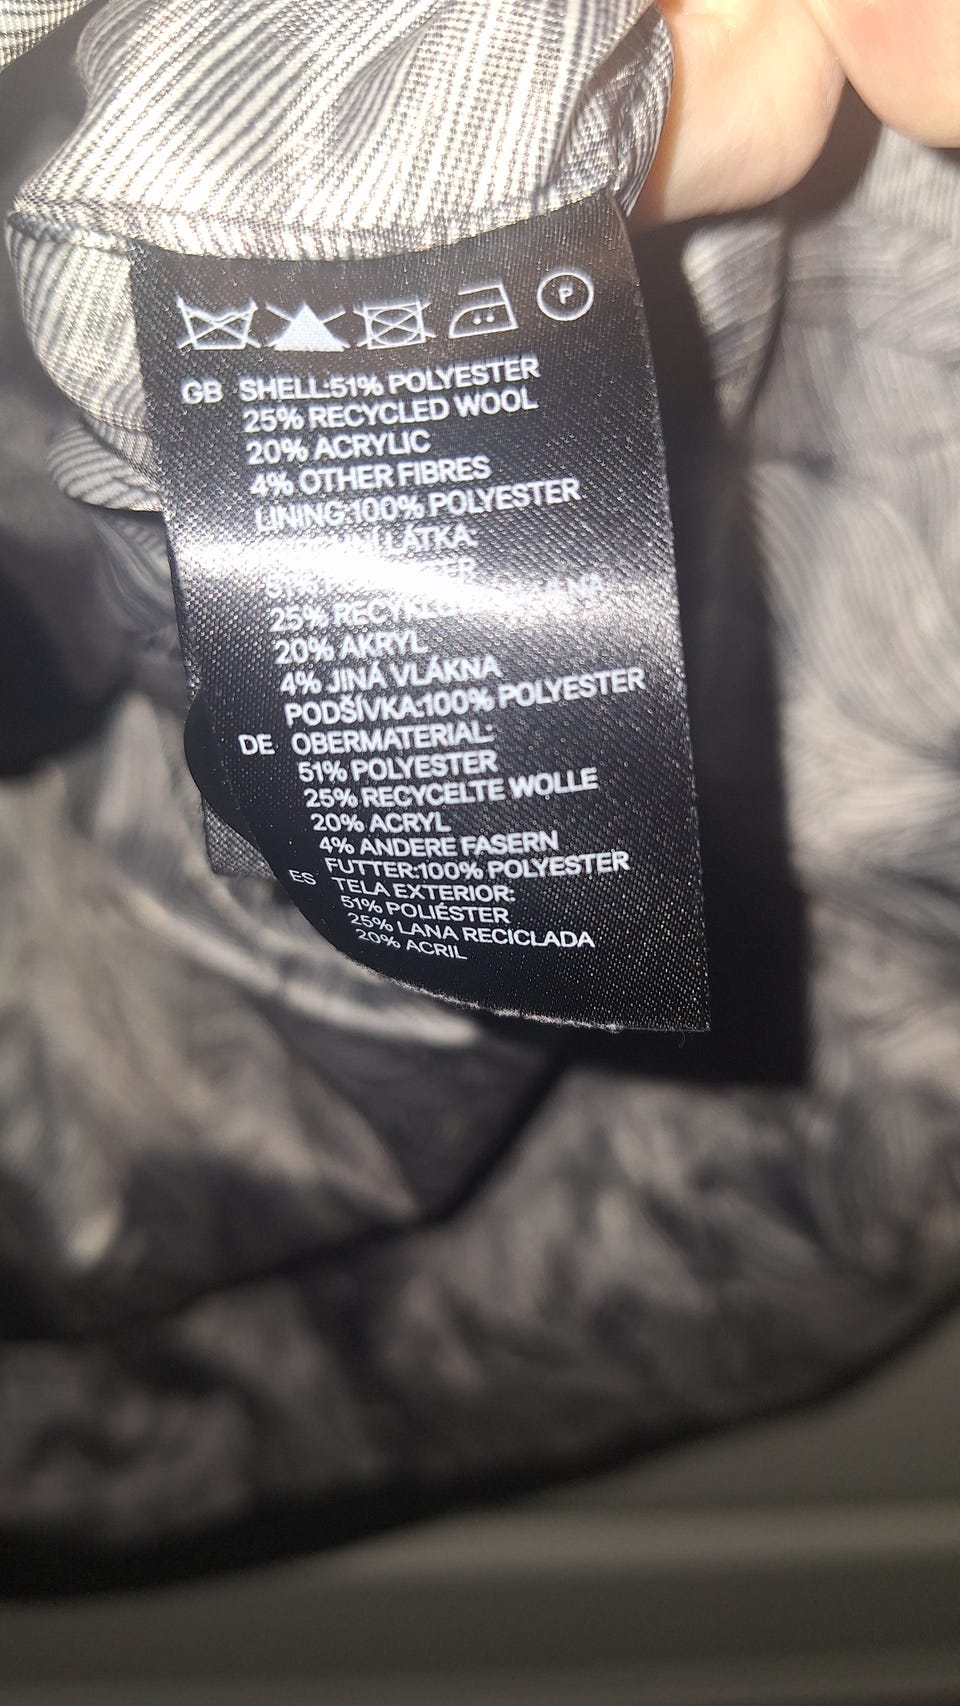 P
GB SHELL:51% POLYESTER
25% RECYCLED WOOL
20% ACRYLIC
4% OTHER FIBRES
LINING:100% POLYESTER
LÁTKA:
25%
20% AKRYL
4% JINÁ VLÁKNA
PODŠÍVKA:100% POLYESTER
DE OBERMATERIAL:
51% POLYESTER
25% RECYCELTE WOLLE
20% ACRYL
4% ANDERE FASERN
FUTTER:100% POLYESTER
ES TELA EXTERIOR:
51% POLIÉSTER
25% LANA RECICLADA
20% ACRIL